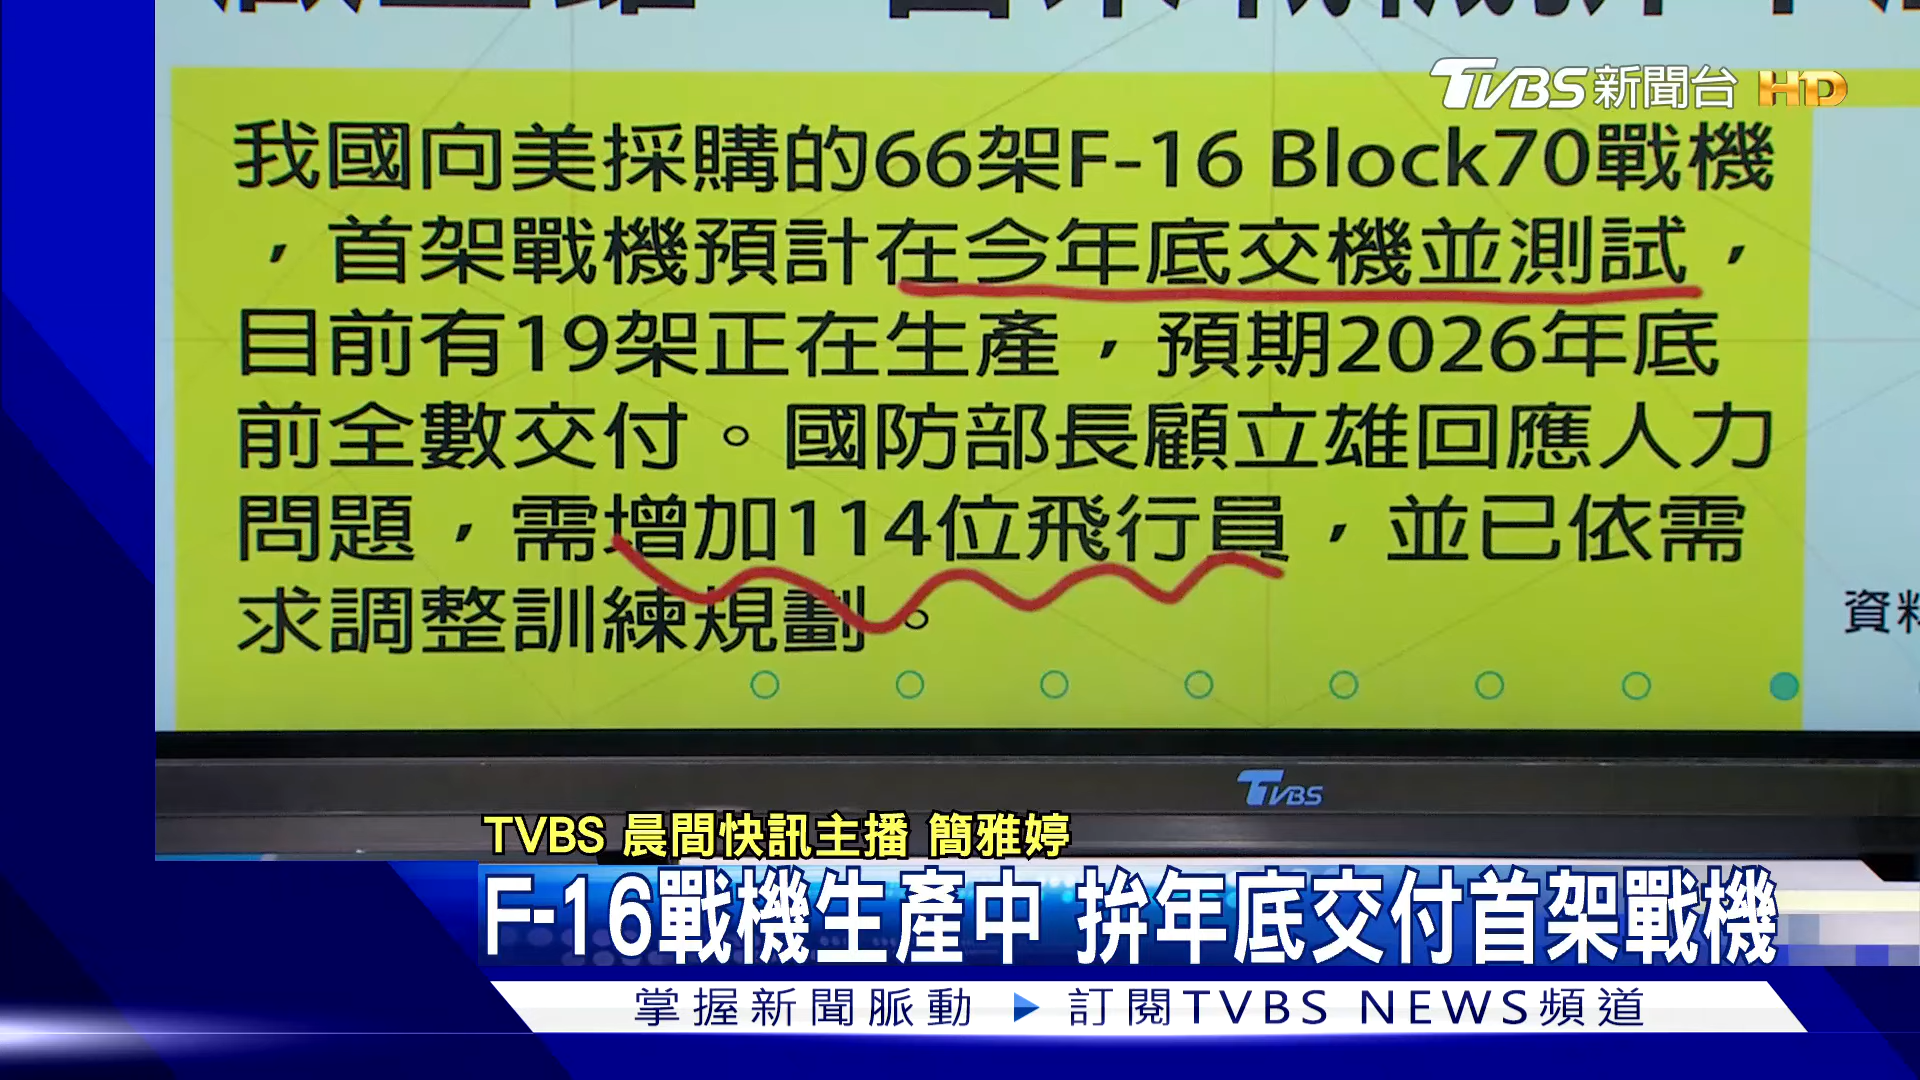 TVBS新聞台 HD
我國向美採購的66架F-16 Block70戰機
，首架戰機預計在今年底交機並測試，
目前有19架正在生產，預期2026年底
前全數交付。國防部長顧立雄回應人力
問題，需增加114位飛行員，並已依需
求調整訓練規劃。
資料
TVBS
TVBS 晨間快訊主播 簡雅婷
F-16戰機生產中 拚年底交付首架戰機
掌握新聞脈動 ▶ 訂閱TVBS NEWS頻道